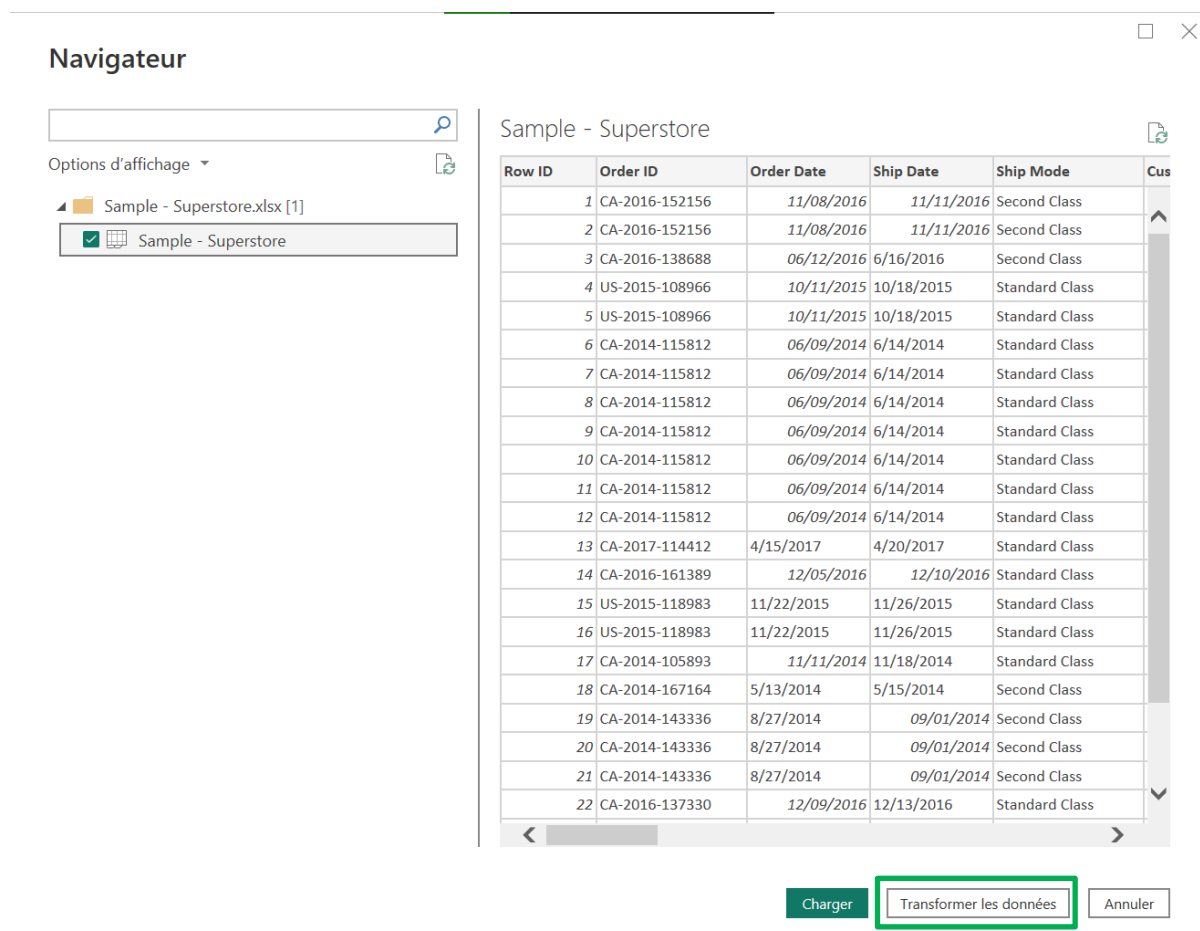 Navigateur
Options d'affichage
Sample - Superstore.xlsx [1]
Sample - Superstore
Sample - Superstore
Row ID Order ID Order Date Ship Date Ship Mode Cus
1 CA-2016-152156 11/08/2016 11/11/2016 Second Class
2 CA-2016-152156 11/08/2016 11/11/2016 Second Class
3 CA-2016-138688 06/12/2016 6/16/2016 Second Class
4 US-2015-108966 10/11/2015 10/18/2015 Standard Class
5 US-2015-108966 10/11/2015 10/18/2015 Standard Class
6 CA-2014-115812 06/09/2014 6/14/2014 Standard Class
7 CA-2014-115812 06/09/2014 6/14/2014 Standard Class
8 CA-2014-115812 06/09/2014 6/14/2014 Standard Class
9 CA-2014-115812 06/09/2014 6/14/2014 Standard Class
10 CA-2014-115812 06/09/2014 6/14/2014 Standard Class
11 CA-2014-115812 06/09/2014 6/14/2014 Standard Class
12 CA-2014-115812 06/09/2014 6/14/2014 Standard Class
13 CA-2017-114412 4/15/2017 4/20/2017 Standard Class
14 CA-2016-161389 12/05/2016 12/10/2016 Standard Class
15 US-2015-118983 11/22/2015 11/26/2015 Standard Class
16 US-2015-118983 11/22/2015 11/26/2015 Standard Class
17 CA-2014-105893 11/11/2014 11/18/2014 Standard Class
18 CA-2014-167164 5/13/2014 5/15/2014 Second Class
19 CA-2014-143336 8/27/2014 09/01/2014 Second Class
20 CA-2014-143336 8/27/2014 09/01/2014 Second Class
21 CA-2014-143336 8/27/2014 09/01/2014 Second Class
22 CA-2016-137330 12/09/2016 12/13/2016 Standard Class
Charger Transformer les données Annuler